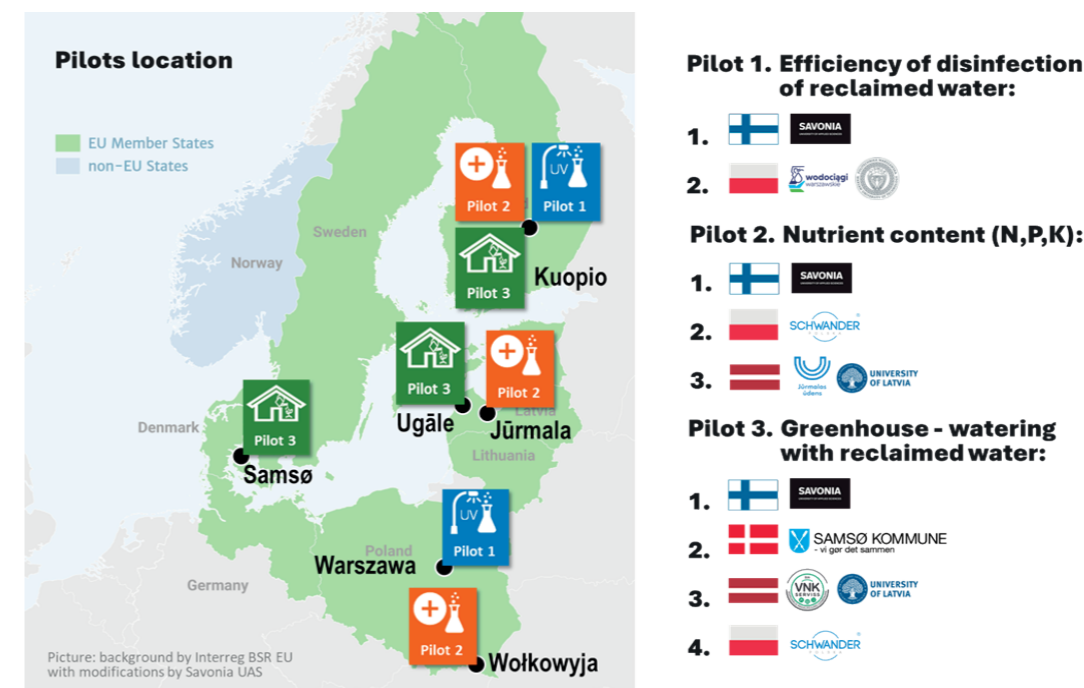 Pilots location
EU Member States
non-EU States
Sweden
Norway
Denmark
Germany
Poland
Lithuania
Latvia
Pilot 2
UV
Pilot 1
Pilot 3
Kuopio
Pilot 3
Pilot 2
Ugāle
Jūrmala
Pilot 3
Samsø
UV
Pilot 1
Warszawa
Pilot 2
Wołkowyja
Picture: background by Interreg BSR EU
with modifications by Savonia UAS
Pilot 1. Efficiency of disinfection
of reclaimed water:
1. SAVONIA
2. wodociągi
warszawskie
Pilot 2. Nutrient content (N,P,K):
1. SAVONIA
2. SCHWANDER
3. Jūrmalas
ūdens
UNIVERSITY
OF LATVIA
Pilot 3. Greenhouse - watering
with reclaimed water:
1. SAVONIA
2. SAMSØ KOMMUNE
- vi gør det sammen
3. VNK
SERVISS
UNIVERSITY
OF LATVIA
4. SCHWANDER